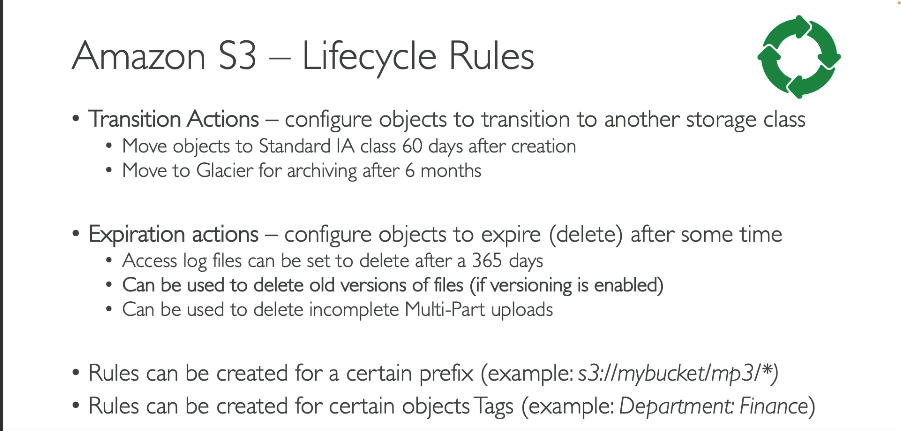 Amazon S3 – Lifecycle Rules
• Transition Actions – configure objects to transition to another storage class
• Move objects to Standard IA class 60 days after creation
• Move to Glacier for archiving after 6 months
• Expiration actions – configure objects to expire (delete) after some time
• Access log files can be set to delete after a 365 days
• Can be used to delete old versions of files (if versioning is enabled)
• Can be used to delete incomplete Multi-Part uploads
• Rules can be created for a certain prefix (example: s3://mybucket/mp3/*)
• Rules can be created for certain objects Tags (example: Department: Finance)